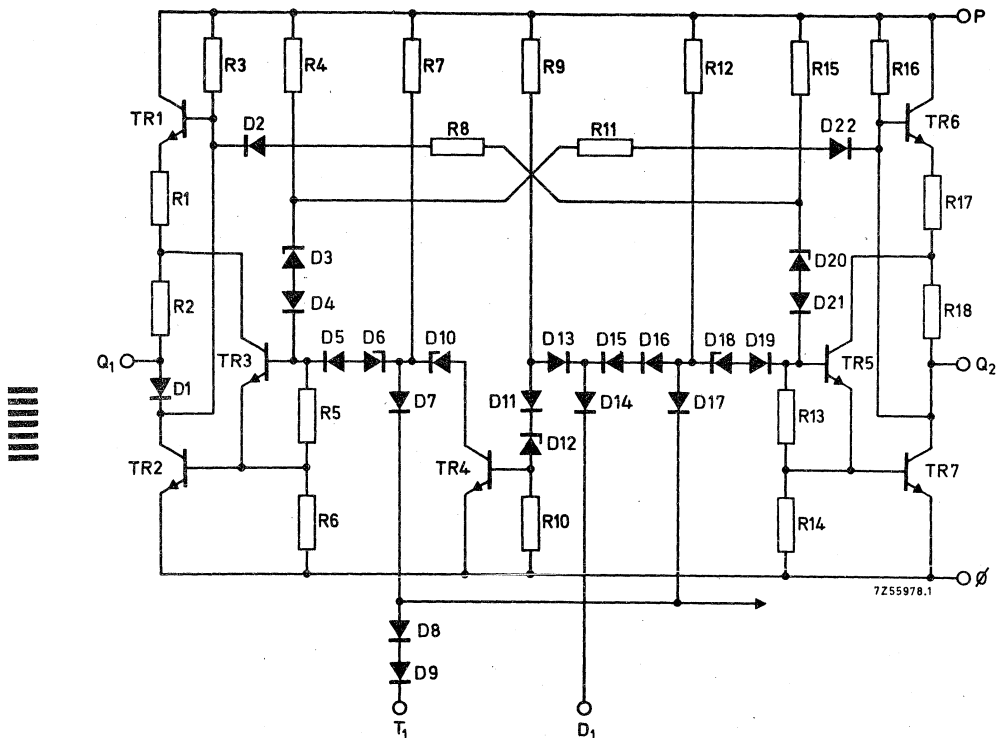 P
R3 R4 R7 R9 R12 R15 R16
TR1 D2 R8 R11 D22 TR6
R1 R17
D3 D20
R2 D4 D21 R18
Q1 TR3 D5 D6 D10 D13 D15 D16 D18 D19 TR5 Q2
D1 R5 D7 D11 D14 D17 R13
TR2 TR4 D12 TR7
R6 R10 R14
Ø
7Z55978.1
D8
D9
T1 D1